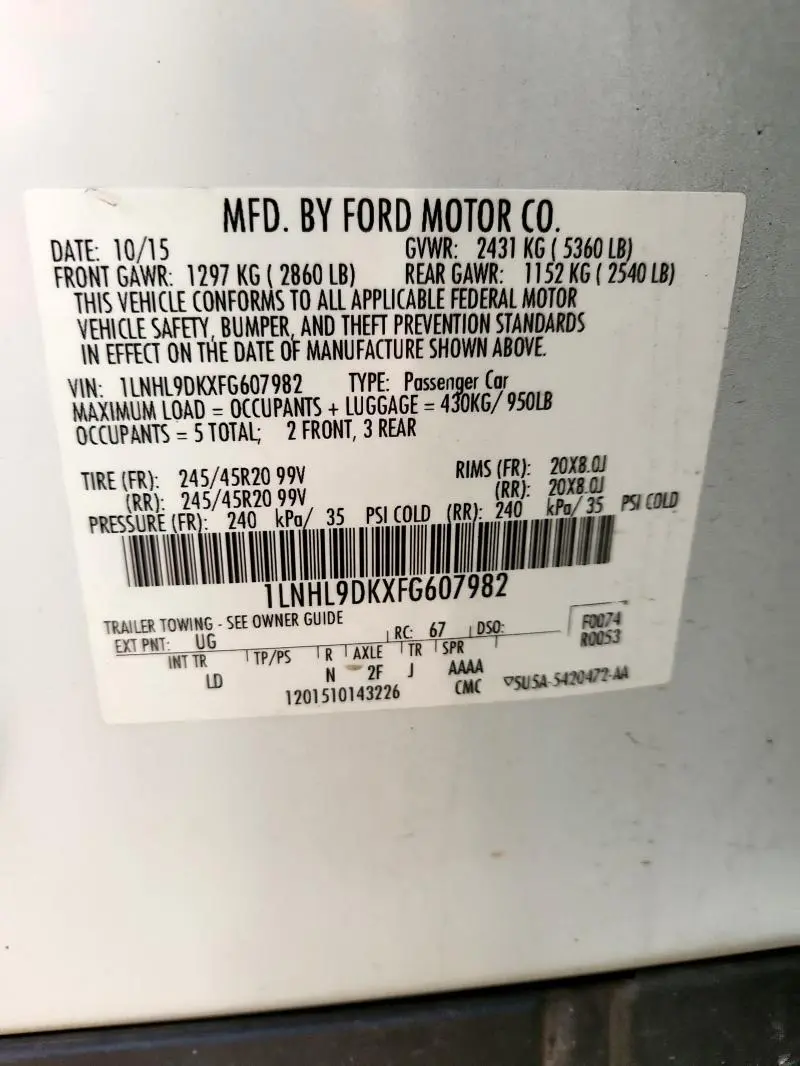 MFD. BY FORD MOTOR CO.
DATE: 10/15 GVWR: 2431 KG ( 5360 LB)
FRONT GAWR: 1297 KG ( 2860 LB) REAR GAWR: 1152 KG ( 2540 LB)
THIS VEHICLE CONFORMS TO ALL APPLICABLE FEDERAL MOTOR
VEHICLE SAFETY, BUMPER, AND THEFT PREVENTION STANDARDS
IN EFFECT ON THE DATE OF MANUFACTURE SHOWN ABOVE.
VIN: 1LNHL9DKXFG607982 TYPE: Passenger Car
MAXIMUM LOAD = OCCUPANTS + LUGGAGE = 430KG/ 950LB
OCCUPANTS = 5 TOTAL; 2 FRONT, 3 REAR
TIRE (FR): 245/45R20 99V RIMS (FR): 20X8.0J
(RR): 245/45R20 99V (RR): 20X8.0J
PRESSURE (FR): 240 kPa/ 35 PSI COLD (RR): 240 kPa/ 35 PSI COLD
1LNHL9DKXFG607982
TRAILER TOWING - SEE OWNER GUIDE
EXT PNT: UG RC: 67 DSO: F0074
R0053
INT TR TP/PS R AXLE TR SPR
LD N 2F J AAAA
1201510143226 CMC ▽5U5A-5420472-AA